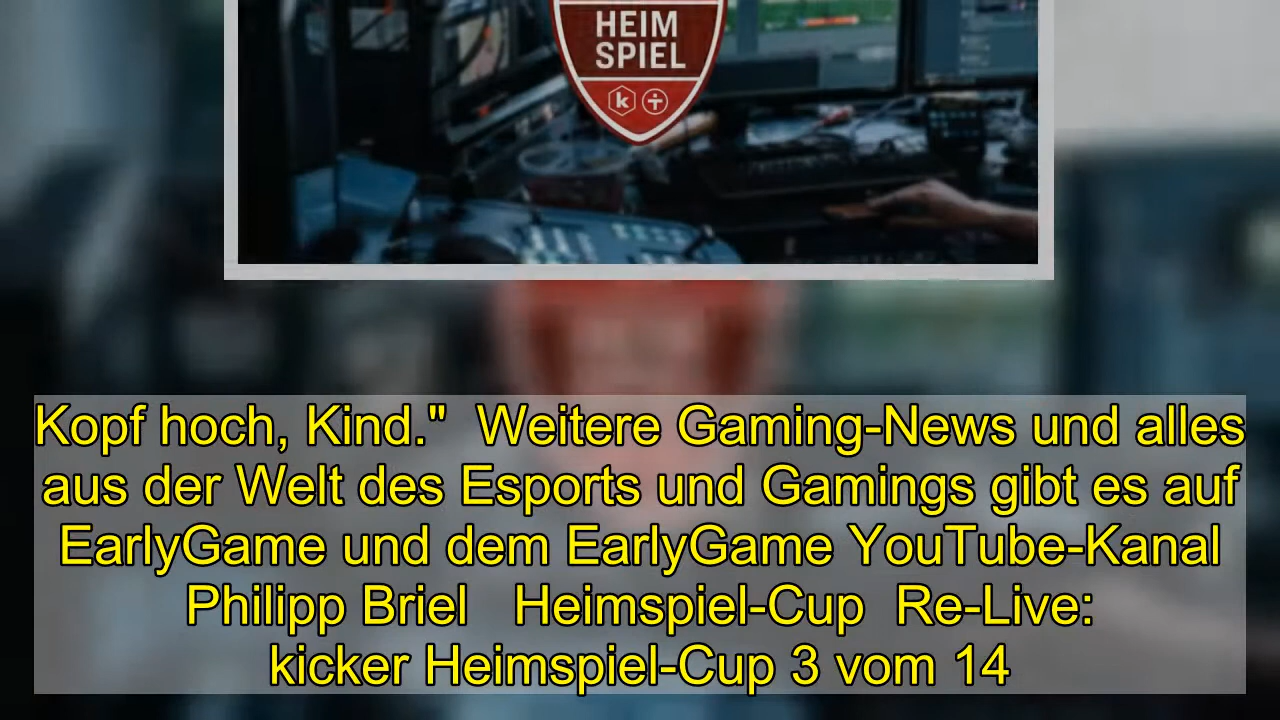 HEIM
SPIEL
k
Kopf hoch, Kind."  Weitere Gaming-News und alles
aus der Welt des Esports und Gamings gibt es auf
EarlyGame und dem EarlyGame YouTube-Kanal
Philipp Briel   Heimspiel-Cup  Re-Live:
kicker Heimspiel-Cup 3 vom 14